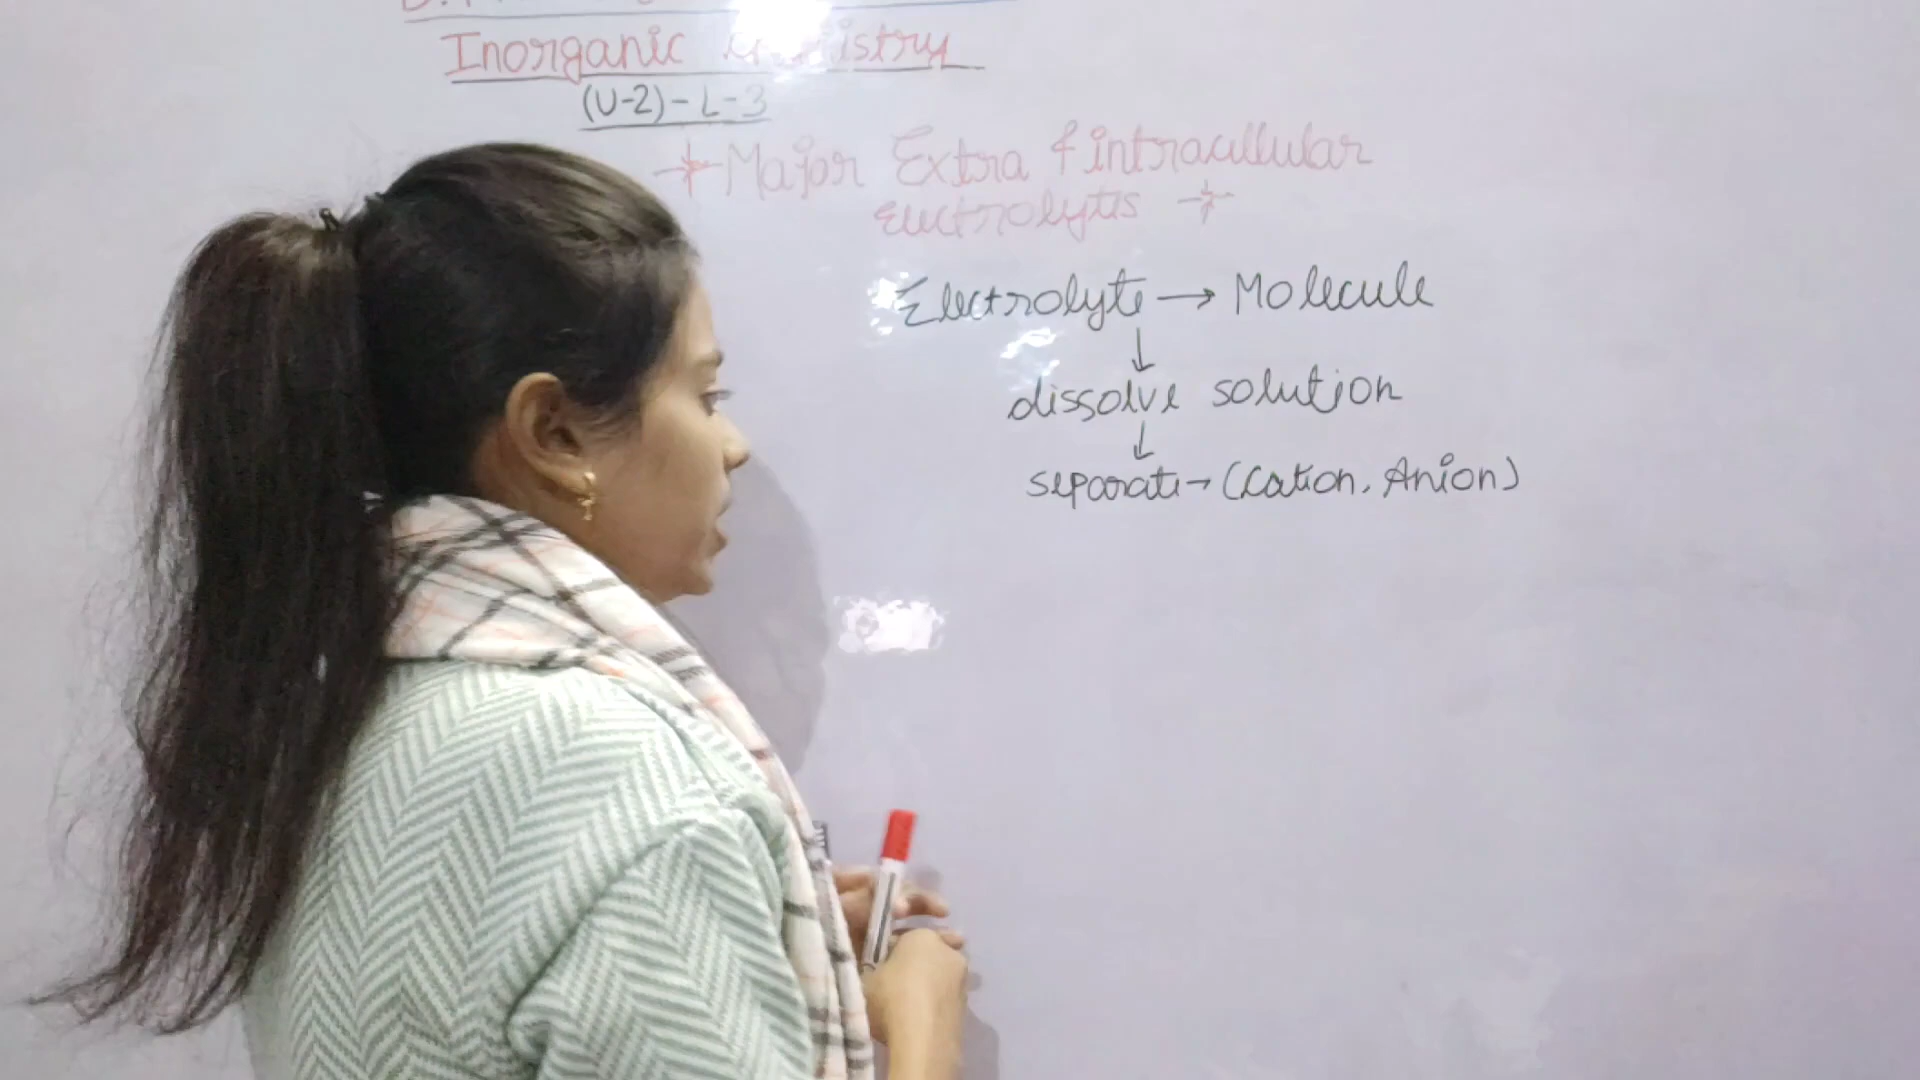 Inorganic
(U-2)-L-3
Major Extra & intracellular
electrolytes
Electrolyte → Molecule
↓
dissolve solution
↓
separate → (Cation, Anion)